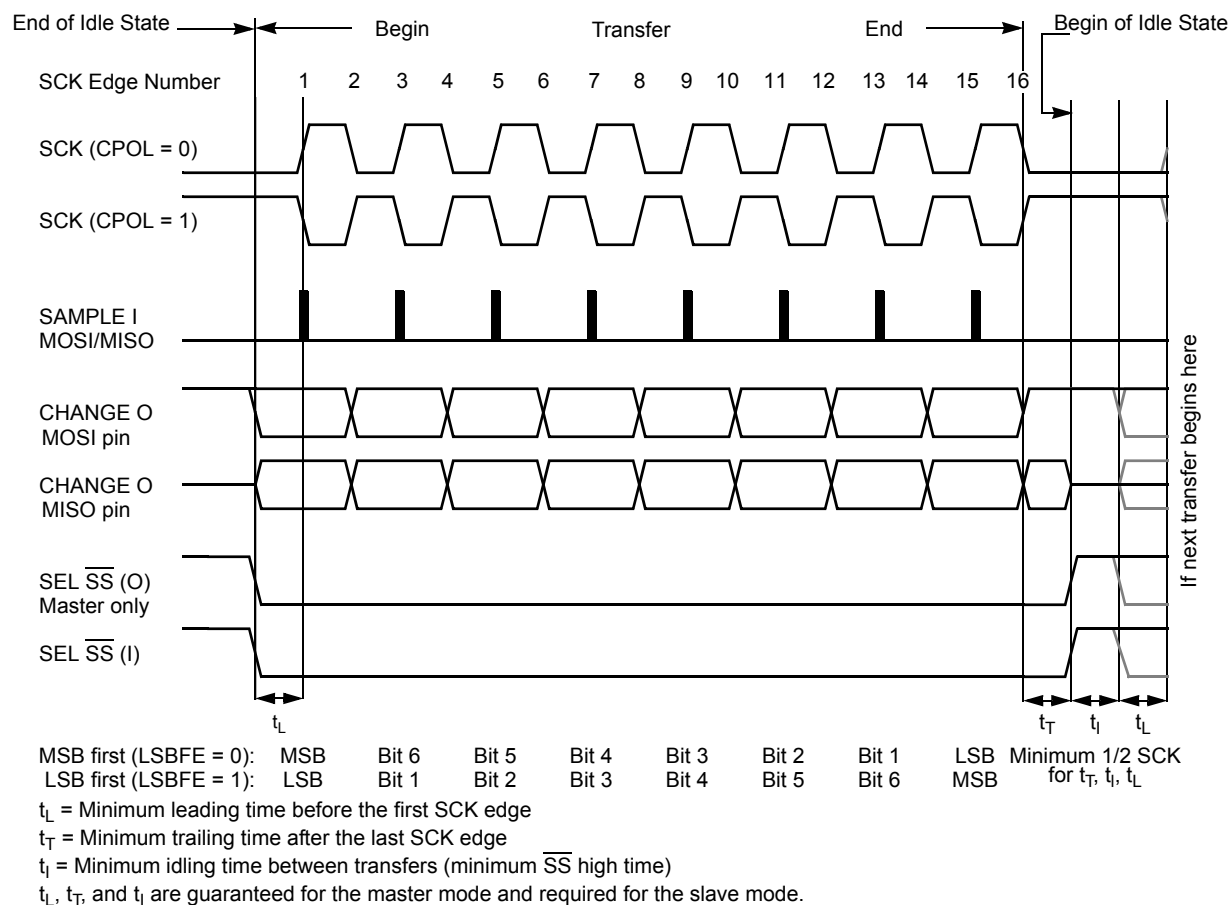 End of Idle State
Begin
Transfer
End
Begin of Idle State
SCK Edge Number
1 2 3 4 5 6 7 8 9 10 11 12 13 14 15 16
SCK (CPOL = 0)
SCK (CPOL = 1)
SAMPLE I
MOSI/MISO
CHANGE O
MOSI pin
CHANGE O
MISO pin
SEL S̅S̅ (O)
Master only
SEL S̅S̅ (I)
If next transfer begins here
tL
tT tI tL
MSB first (LSBFE = 0): MSB Bit 6 Bit 5 Bit 4 Bit 3 Bit 2 Bit 1 LSB
LSB first (LSBFE = 1): LSB Bit 1 Bit 2 Bit 3 Bit 4 Bit 5 Bit 6 MSB
Minimum 1/2 SCK
for tT, tI, tL
tL = Minimum leading time before the first SCK edge
tT = Minimum trailing time after the last SCK edge
tI = Minimum idling time between transfers (minimum S̅S̅ high time)
tL, tT, and tI are guaranteed for the master mode and required for the slave mode.